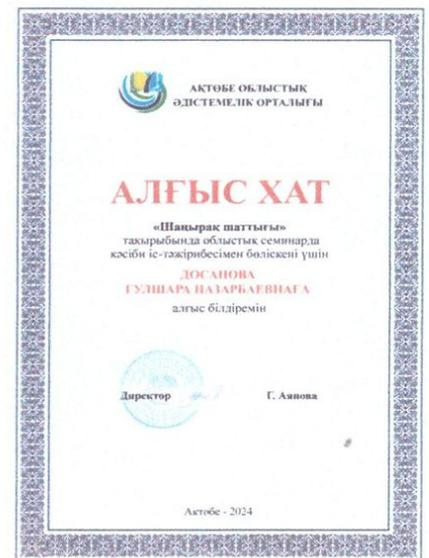 АҚТӨБЕ ОБЛЫСТЫҚ
ӘДІСТЕМЕЛІК ОРТАЛЫҒЫ
АЛҒЫС ХАТ
«Шаңырақ шаттығы»
тақырыбында облыстық семинарда
кәсіби іс-тәжірибесімен бөліскені үшін
ДОСАНОВА
ГУЛШАРА НАЗАРБАЕВНАҒА
алғыс білдіремін
Директор Г. Аянова
Ақтөбе - 2024